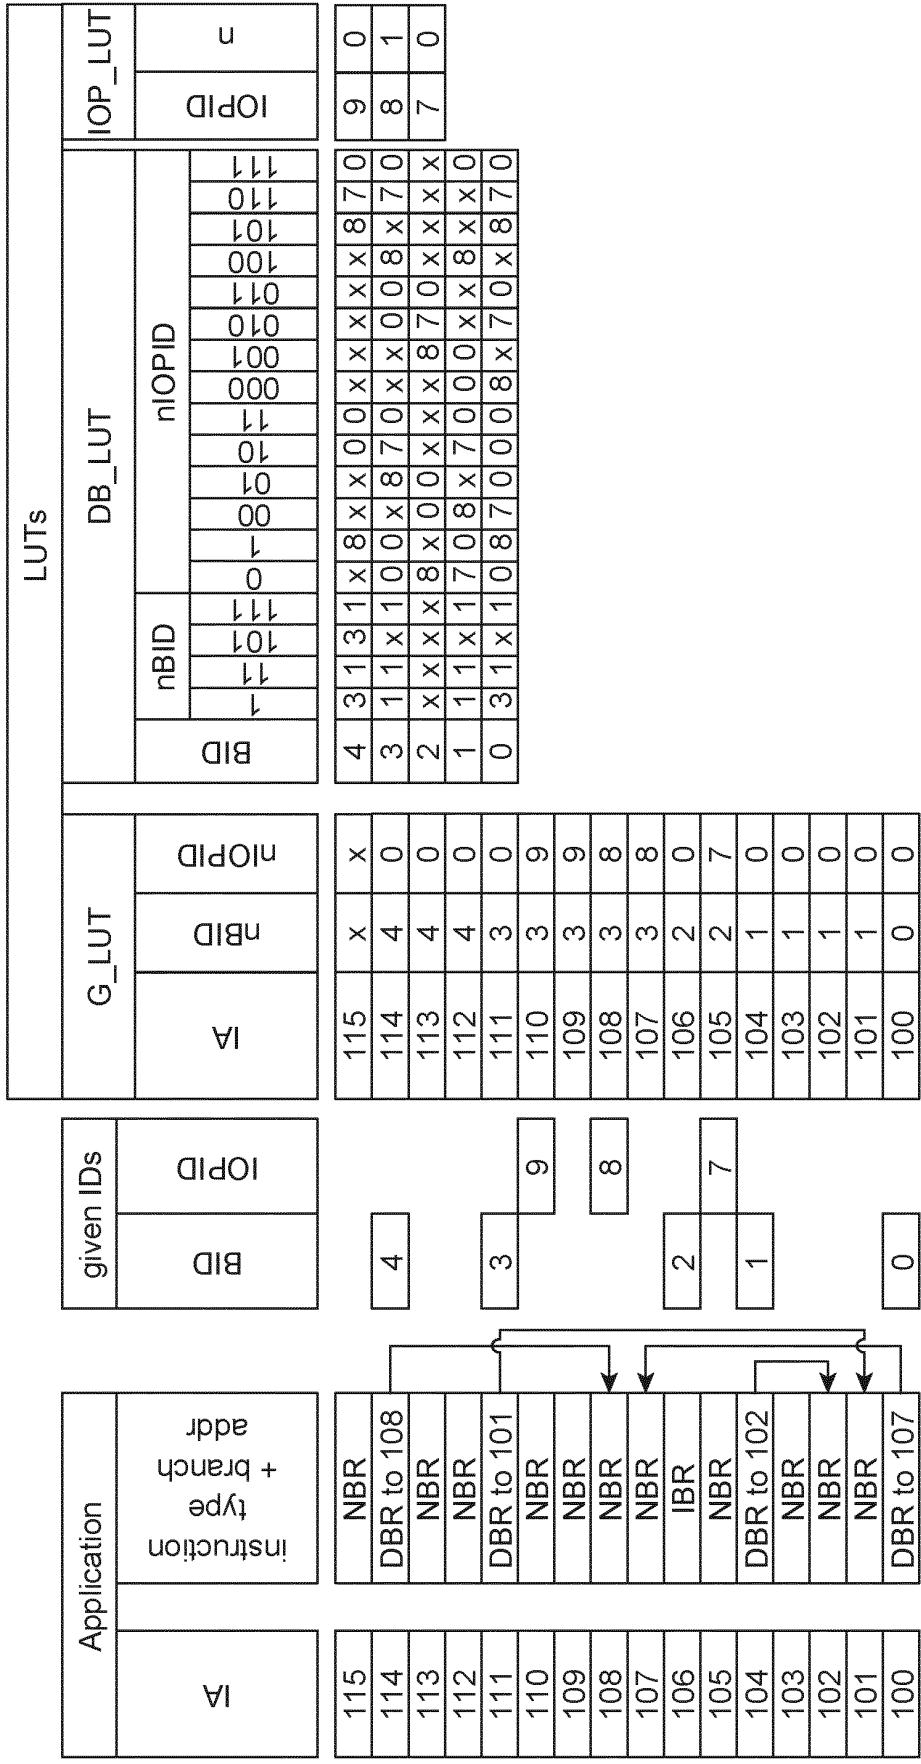 LUTs
Application given IDs G_LUT DB_LUT IOP_LUT
nBID nIOPID
IA instruction type + branch addr BID IOPID IA nBID nIOPID BID 1 11 101 111 0 1 00 01 10 11 000 001 010 011 100 101 110 111 IOPID n
115 NBR 115 x x 4 3 1 3 1 x 8 x x 0 0 x x x x x 8 7 0 9 0
114 DBR to 108 4 114 4 0 3 1 1 x 1 0 0 x 8 7 0 x x 0 0 8 x 7 0 8 1
113 NBR 113 4 0 2 x x x x 8 x 0 0 x x x 8 7 0 x x x x 7 0
112 NBR 112 4 0 1 1 1 x 1 7 0 8 x 7 0 0 0 x x 8 x x 0
111 DBR to 101 3 111 3 0 0 3 1 x 1 0 8 7 0 0 0 8 x 7 0 x 8 7 0
110 NBR 9 110 3 9
109 NBR 109 3 9
108 NBR 8 108 3 8
107 NBR 107 3 8
106 IBR 2 106 2 0
105 NBR 7 105 2 7
104 DBR to 102 1 104 1 0
103 NBR 103 1 0
102 NBR 102 1 0
101 NBR 101 1 0
100 DBR to 107 0 100 0 0